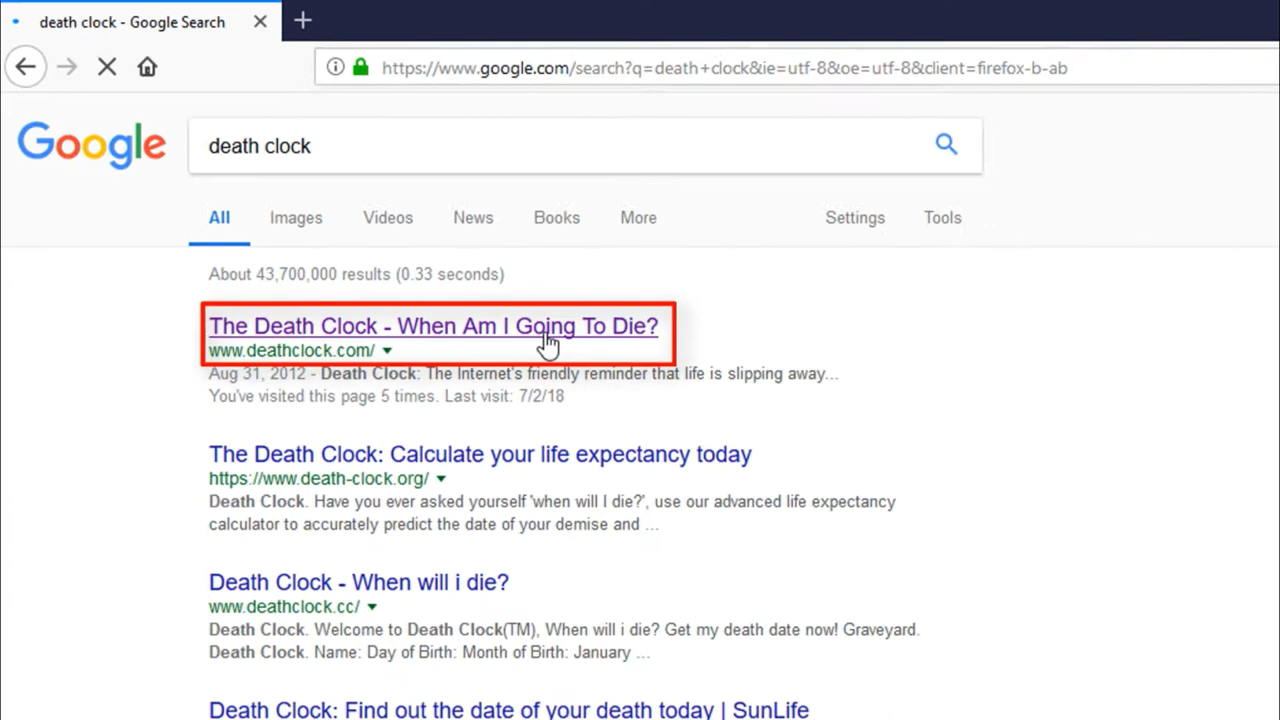 death clock - Google Search
https://www.google.com/search?q=death+clock&ie=utf-8&oe=utf-8&client=firefox-b-ab
Google
death clock
All Images Videos News Books More Settings Tools
About 43,700,000 results (0.33 seconds)
The Death Clock - When Am I Going To Die?
www.deathclock.com/
Aug 31, 2012 - Death Clock: The Internet's friendly reminder that life is slipping away...
You've visited this page 5 times. Last visit: 7/2/18
The Death Clock: Calculate your life expectancy today
https://www.death-clock.org/
Death Clock. Have you ever asked yourself 'when will I die?', use our advanced life expectancy
calculator to accurately predict the date of your demise and ...
Death Clock - When will i die?
www.deathclock.cc/
Death Clock. Welcome to Death Clock(TM), When will i die? Get my death date now! Graveyard.
Death Clock. Name: Day of Birth: Month of Birth: January ...
Death Clock: Find out the date of your death today | SunLife